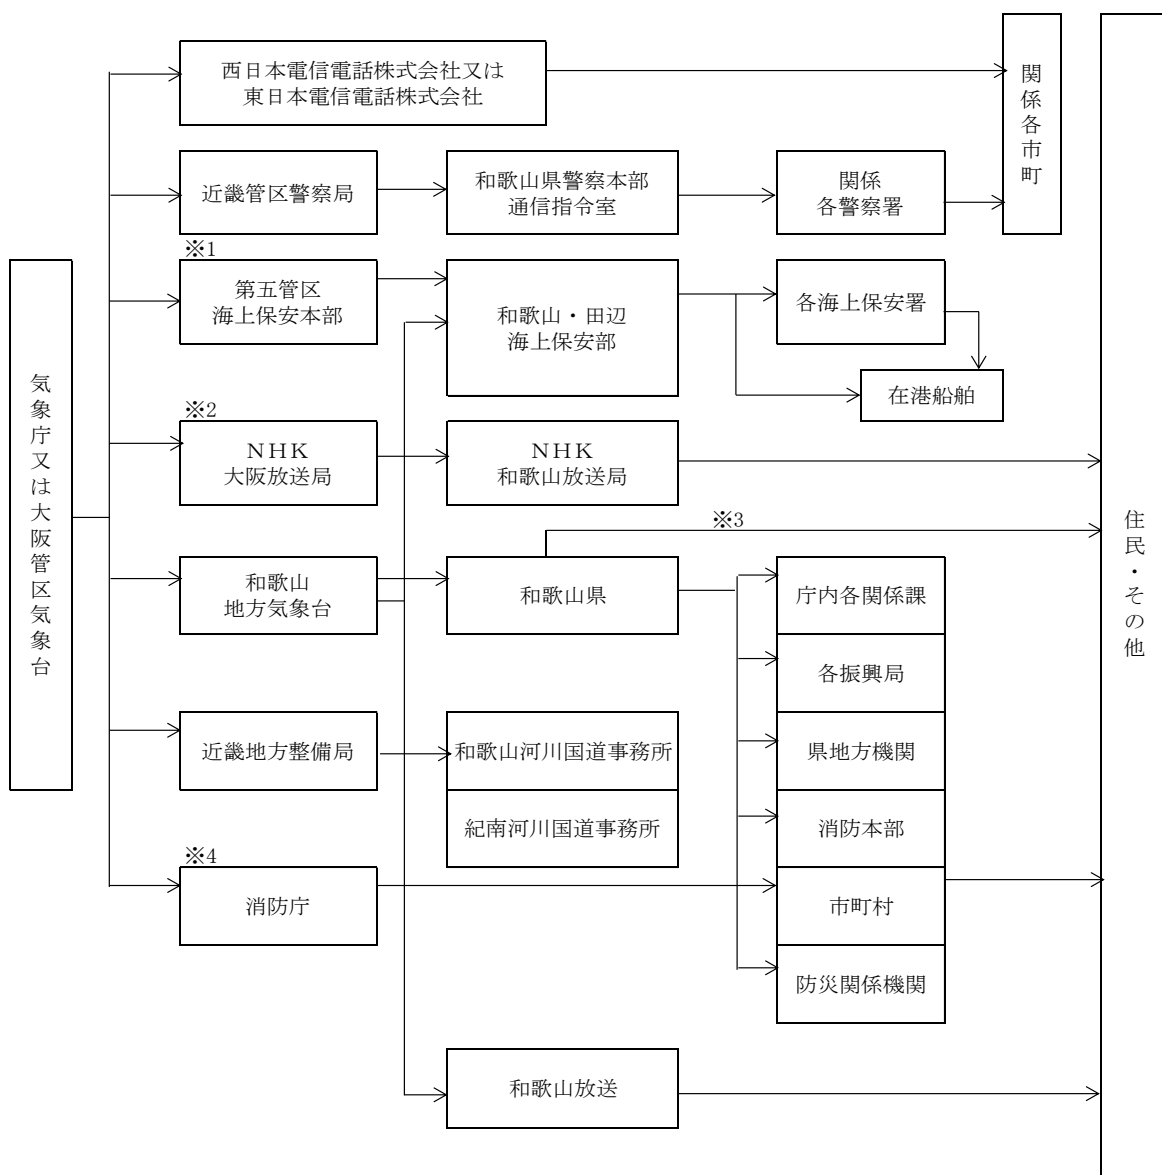 西日本電信電話株式会社又は
東日本電信電話株式会社
関係各市町
近畿管区警察局
和歌山県警察本部
通信指令室
関係
各警察署
※1
第五管区
海上保安本部
和歌山・田辺
海上保安部
各海上保安署
在港船舶
気象庁又は大阪管区気象台
※2
NHK
大阪放送局
NHK
和歌山放送局
※3
住民・その他
和歌山
地方気象台
和歌山県
庁内各関係課
各振興局
近畿地方整備局
和歌山河川国道事務所
県地方機関
紀南河川国道事務所
消防本部
※4
消防庁
市町村
防災関係機関
和歌山放送